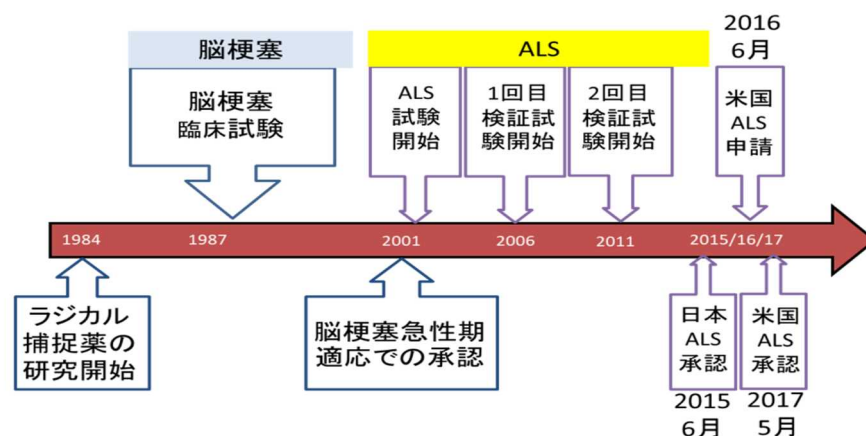 脳梗塞
ALS
2016
6月
脳梗塞
臨床試験
ALS
試験
開始
1回目
検証試
験開始
2回目
検証試
験開始
米国
ALS
申請
1984
1987
2001
2006
2011
2015/16/17
ラジカル
捕捉薬の
研究開始
脳梗塞急性期
適応での承認
日本
ALS
承認
米国
ALS
承認
2015
6月
2017
5月